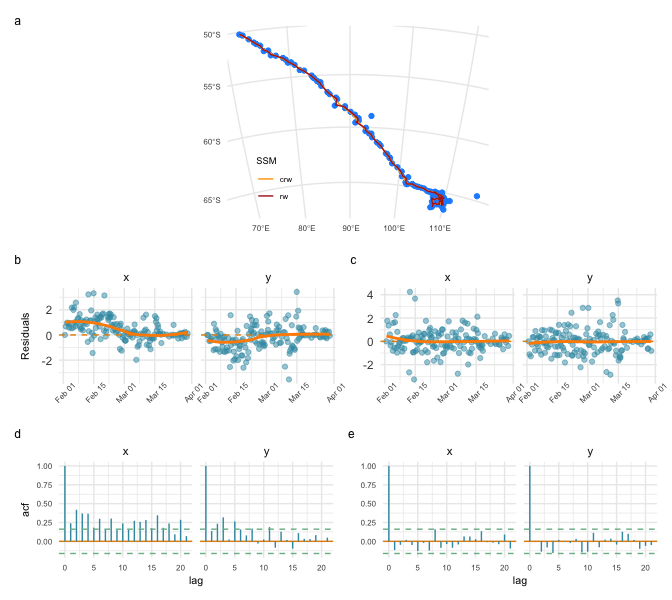 a
50°S
55°S
60°S
65°S
SSM
crw
rw
70°E 80°E 90°E 100°E 110°E
b
x y
Residuals
2
0
-2
Feb 01 Feb 15 Mar 01 Mar 15 Apr 01 Feb 01 Feb 15 Mar 01 Mar 15 Apr 01
c
x y
4
2
0
-2
Feb 01 Feb 15 Mar 01 Mar 15 Apr 01 Feb 01 Feb 15 Mar 01 Mar 15 Apr 01
d
x y
acf
1.00
0.75
0.50
0.25
0.00
0 5 10 15 20 0 5 10 15 20
lag
e
x y
1.00
0.75
0.50
0.25
0.00
0 5 10 15 20 0 5 10 15 20
lag